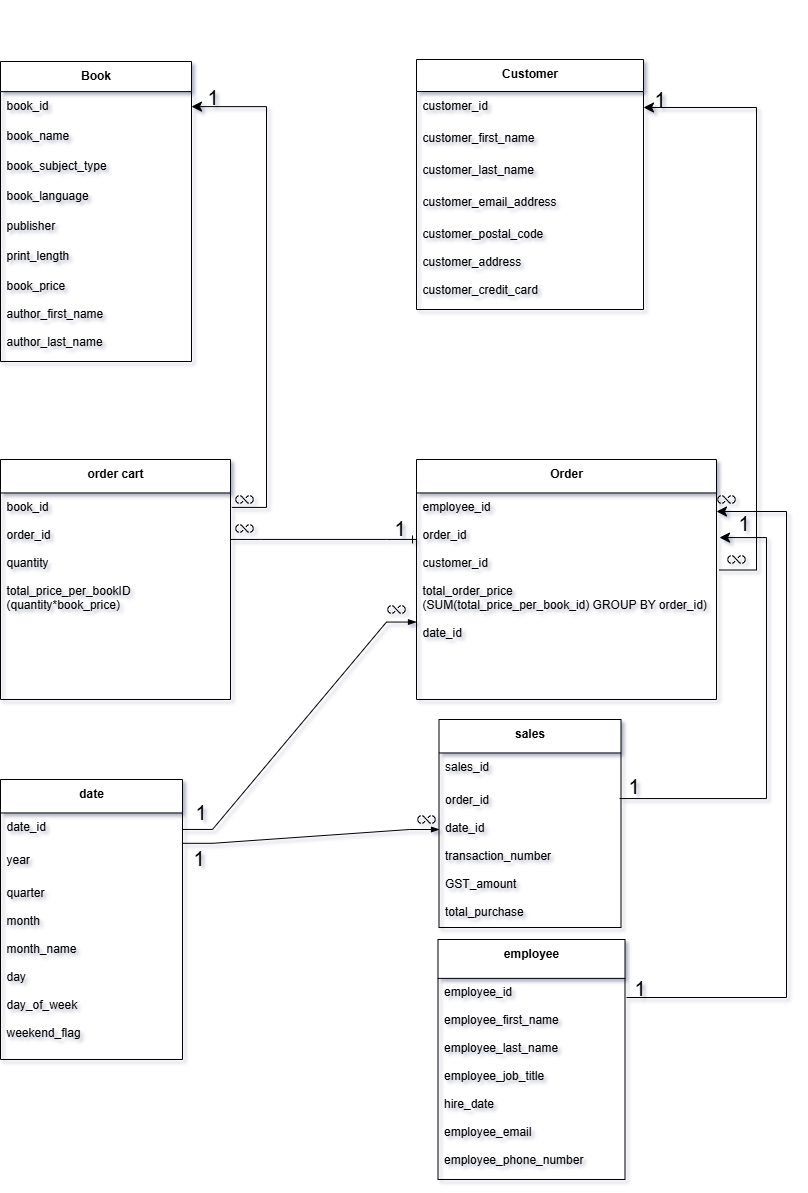 Book
book_id
book_name
book_subject_type
book_language
publisher
print_length
book_price
author_first_name
author_last_name
1
Customer
customer_id
customer_first_name
customer_last_name
customer_email_address
customer_postal_code
customer_address
customer_credit_card
1
order cart
book_id
order_id
quantity
total_price_per_bookID
(quantity*book_price)
∞
∞
1
Order
employee_id
order_id
customer_id
total_order_price
(SUM(total_price_per_book_id) GROUP BY order_id)
date_id
∞
1
∞
∞
date
date_id
year
quarter
month
month_name
day
day_of_week
weekend_flag
1
1
∞
sales
sales_id
order_id
date_id
transaction_number
GST_amount
total_purchase
1
employee
employee_id
employee_first_name
employee_last_name
employee_job_title
hire_date
employee_email
employee_phone_number
1